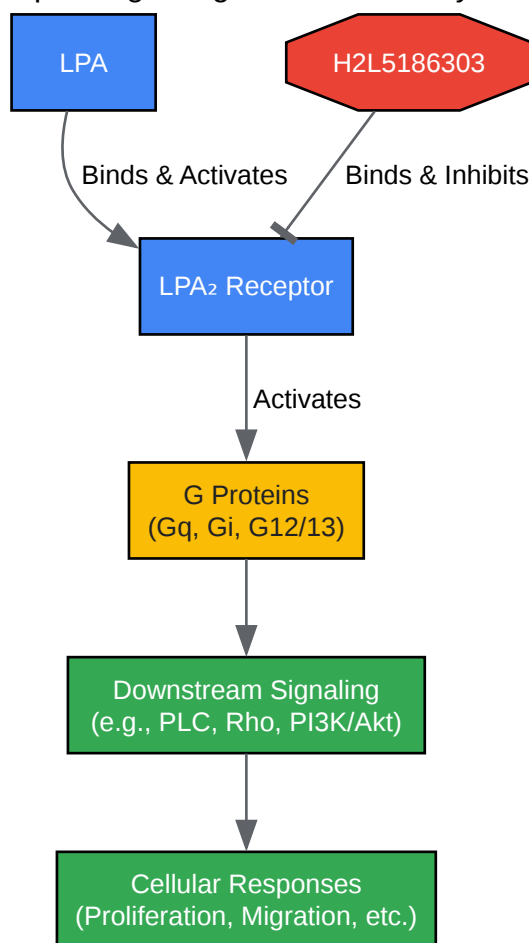 LPA
H2L5186303
Binds & Activates
Binds & Inhibits
LPA₂ Receptor
Activates
G Proteins
(Gq, Gi, G12/13)
Downstream Signaling
(e.g., PLC, Rho, PI3K/Akt)
Cellular Responses
(Proliferation, Migration, etc.)